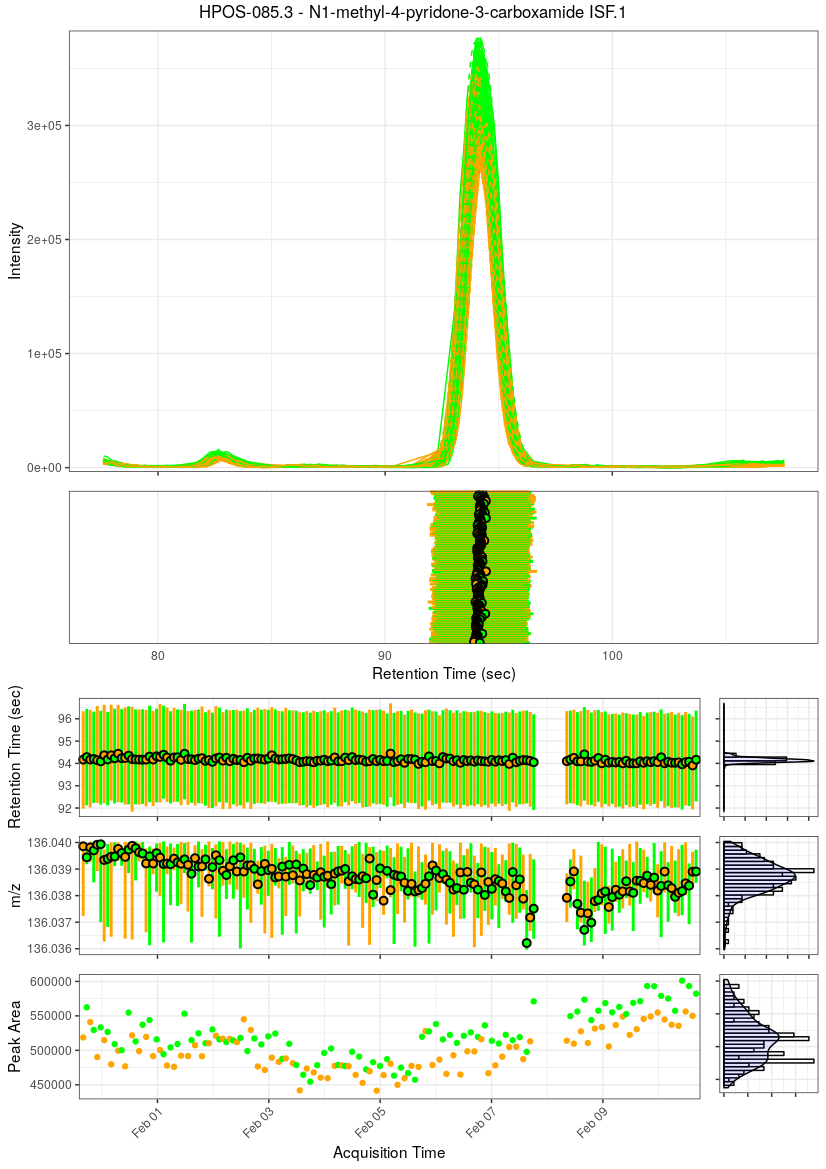 HPOS-085.3 - N1-methyl-4-pyridone-3-carboxamide ISF.1
Intensity
3e+05
2e+05
1e+05
0e+00
80
90
100
Retention Time (sec)
Retention Time (sec)
96
95
94
93
92
m/z
136.040
136.039
136.038
136.037
136.036
Peak Area
600000
550000
500000
450000
Feb 01
Feb 03
Feb 05
Feb 07
Feb 09
Acquisition Time